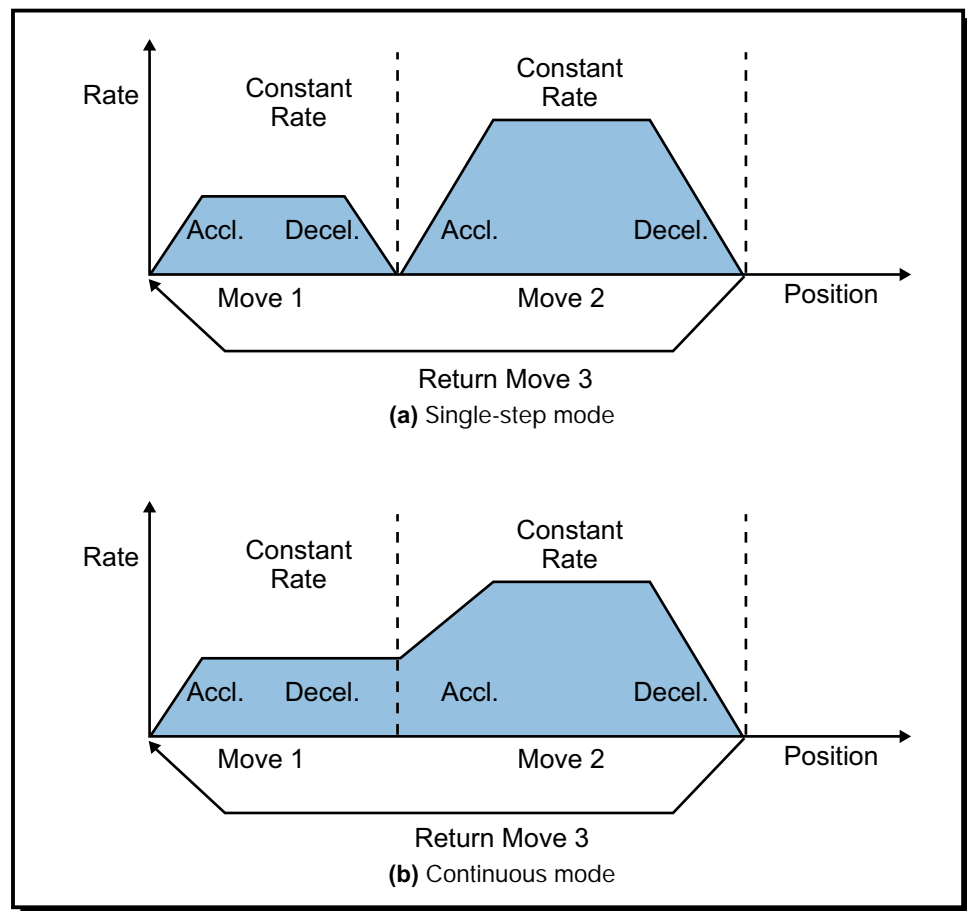 Rate
Constant
Rate
Constant
Rate
Accl.
Decel.
Accl.
Decel.
Move 1
Move 2
Position
Return Move 3
(a) Single-step mode
Rate
Constant
Rate
Constant
Rate
Accl.
Decel.
Accl.
Decel.
Move 1
Move 2
Position
Return Move 3
(b) Continuous mode